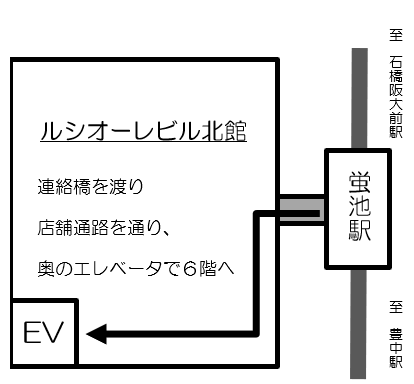 至 石橋阪大前駅
ルシオーレビル北館
連絡橋を渡り
店舗通路を通り、
奥のエレベータで6階へ
蛍池駅
EV
至 豊中駅